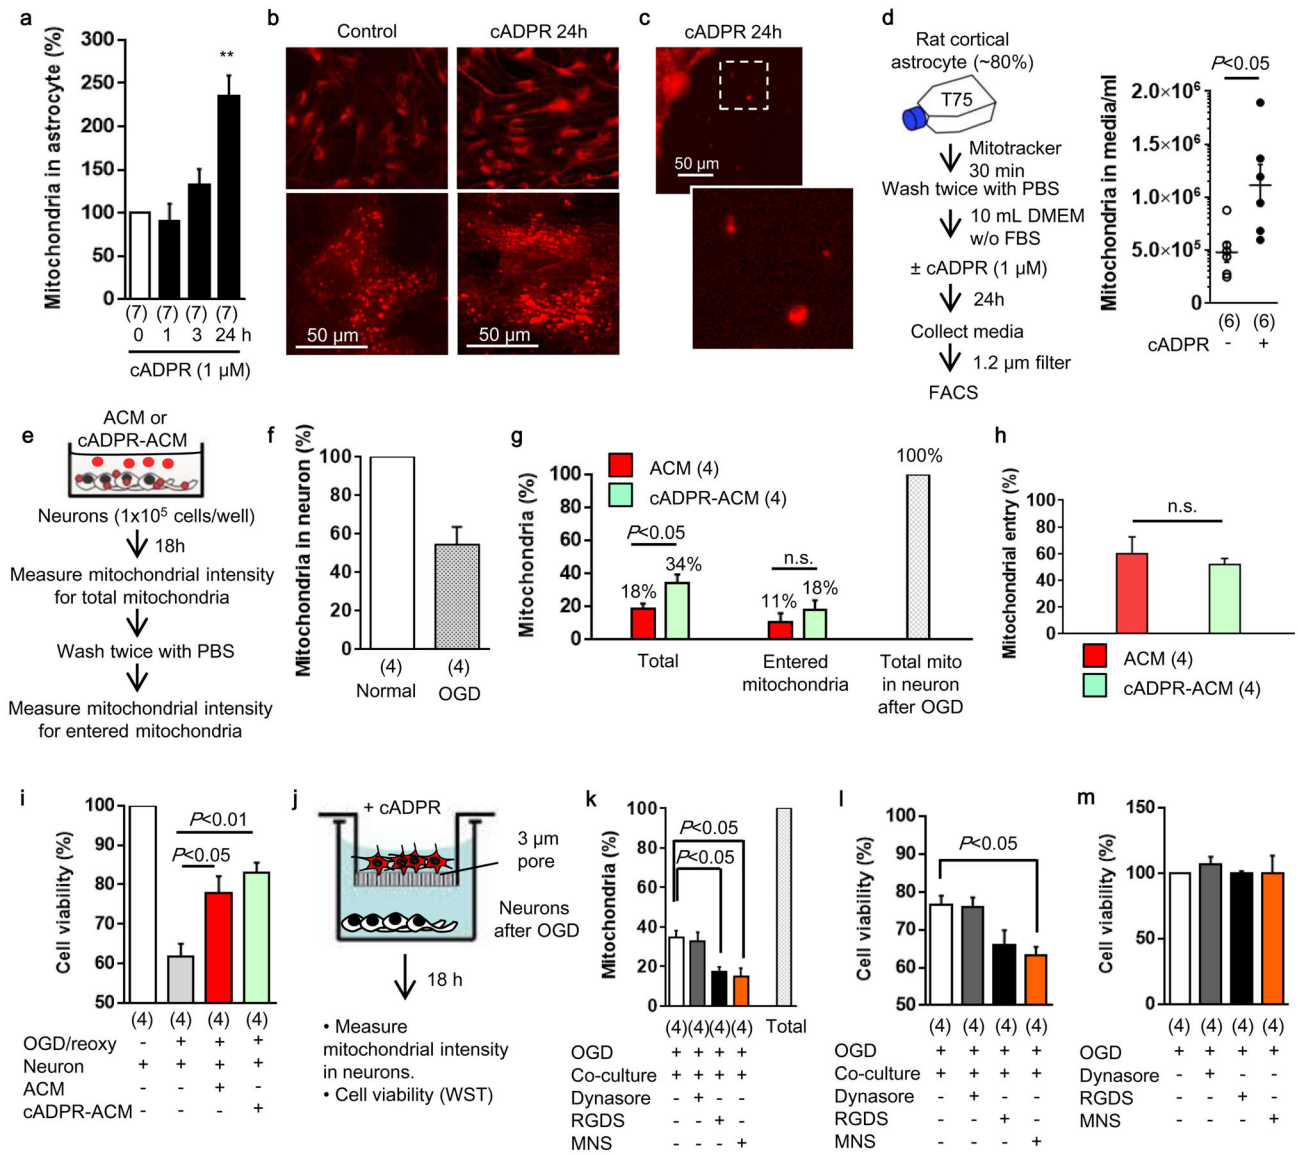 a
Mitochondria in astrocyte (%)
300
250
200
150
100
50
0
**
(7) (7) (7) (7)
0 1 3 24 h
cADPR (1 μM)
b
Control
cADPR 24h
50 μm
50 μm
c
cADPR 24h
50 μm
d
Rat cortical
astrocyte (~80%)
T75
Mitotracker
30 min
Wash twice with PBS
10 mL DMEM
w/o FBS
± cADPR (1 μM)
24h
Collect media
1.2 μm filter
FACS
Mitochondria in media/ml
P<0.05
2.0×10⁶
1.5×10⁶
1.0×10⁶
5.0×10⁵
0
(6) (6)
cADPR - +
e
ACM or
cADPR-ACM
Neurons (1x10⁵ cells/well)
18h
Measure mitochondrial intensity
for total mitochondria
Wash twice with PBS
Measure mitochondrial intensity
for entered mitochondria
f
Mitochondria in neuron (%)
100
80
60
40
20
0
(4) (4)
Normal OGD
g
Mitochondria (%)
100
80
60
40
20
0
ACM (4)
cADPR-ACM (4)
P<0.05
18% 34%
n.s.
11% 18%
100%
Total
Entered
mitochondria
Total mito
in neuron
after OGD
h
Mitochondrial entry (%)
100
80
60
40
20
0
n.s.
ACM (4)
cADPR-ACM (4)
i
Cell viability (%)
100
90
80
70
60
50
P<0.01
P<0.05
(4) (4) (4) (4)
OGD/reoxy - + + +
Neuron + + + +
ACM - - + -
cADPR-ACM - - - +
j
+ cADPR
3 μm
pore
Neurons
after OGD
18 h
• Measure
mitochondrial intensity
in neurons.
• Cell viability (WST)
k
Mitochondria (%)
100
80
60
40
20
0
P<0.05
P<0.05
(4) (4) (4) (4) Total
OGD + + + +
Co-culture + + + +
Dynasore - + - -
RGDS - - + -
MNS - - - +
l
Cell viability (%)
100
90
80
70
60
50
P<0.05
(4) (4) (4) (4)
OGD + + + +
Co-culture + + + +
Dynasore - + - -
RGDS - - + -
MNS - - - +
m
Cell viability (%)
150
100
50
0
(4) (4) (4) (4)
OGD + + + +
Dynasore - + - -
RGDS - - + -
MNS - - - +